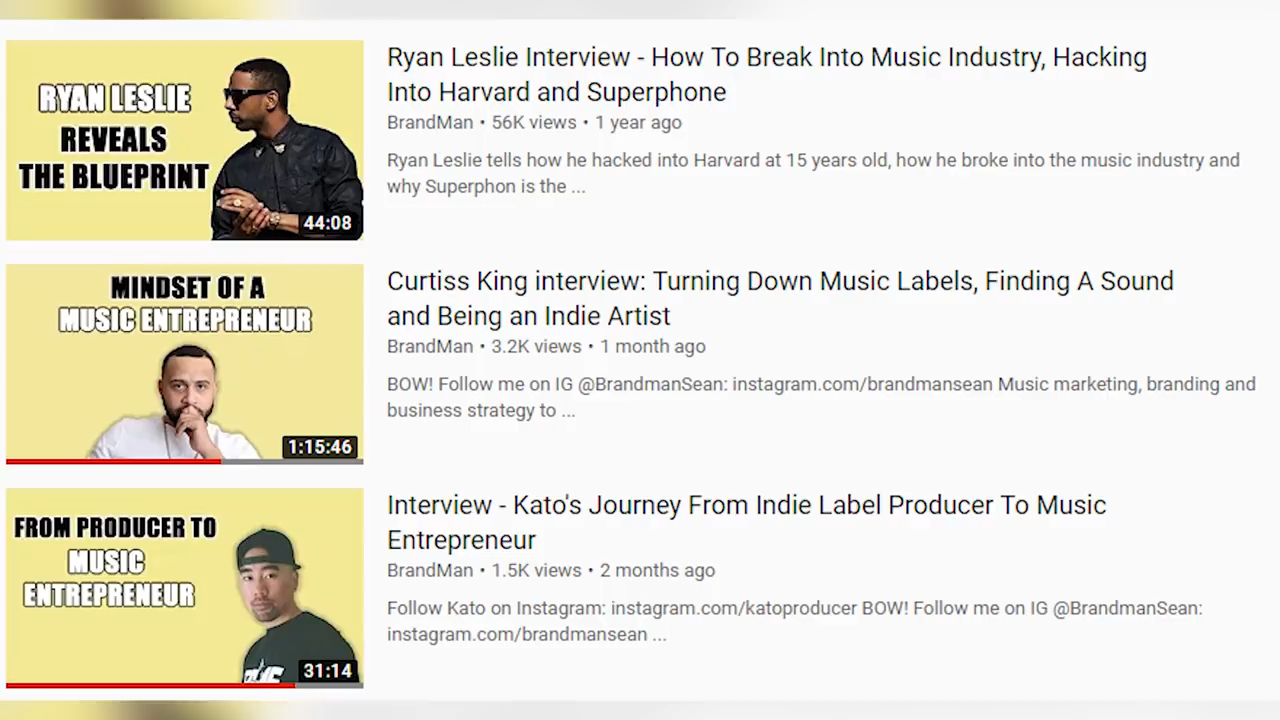 RYAN LESLIE
REVEALS
THE BLUEPRINT
44:08
Ryan Leslie Interview - How To Break Into Music Industry, Hacking
Into Harvard and Superphone
BrandMan • 56K views • 1 year ago
Ryan Leslie tells how he hacked into Harvard at 15 years old, how he broke into the music industry and
why Superphon is the ...
MINDSET OF A
MUSIC ENTREPRENEUR
1:15:46
Curtiss King interview: Turning Down Music Labels, Finding A Sound
and Being an Indie Artist
BrandMan • 3.2K views • 1 month ago
BOW! Follow me on IG @BrandmanSean: instagram.com/brandmansean Music marketing, branding and
business strategy to ...
FROM PRODUCER TO
MUSIC
ENTREPRENEUR
31:14
Interview - Kato's Journey From Indie Label Producer To Music
Entrepreneur
BrandMan • 1.5K views • 2 months ago
Follow Kato on Instagram: instagram.com/katoproducer BOW! Follow me on IG @BrandmanSean:
instagram.com/brandmansean ...